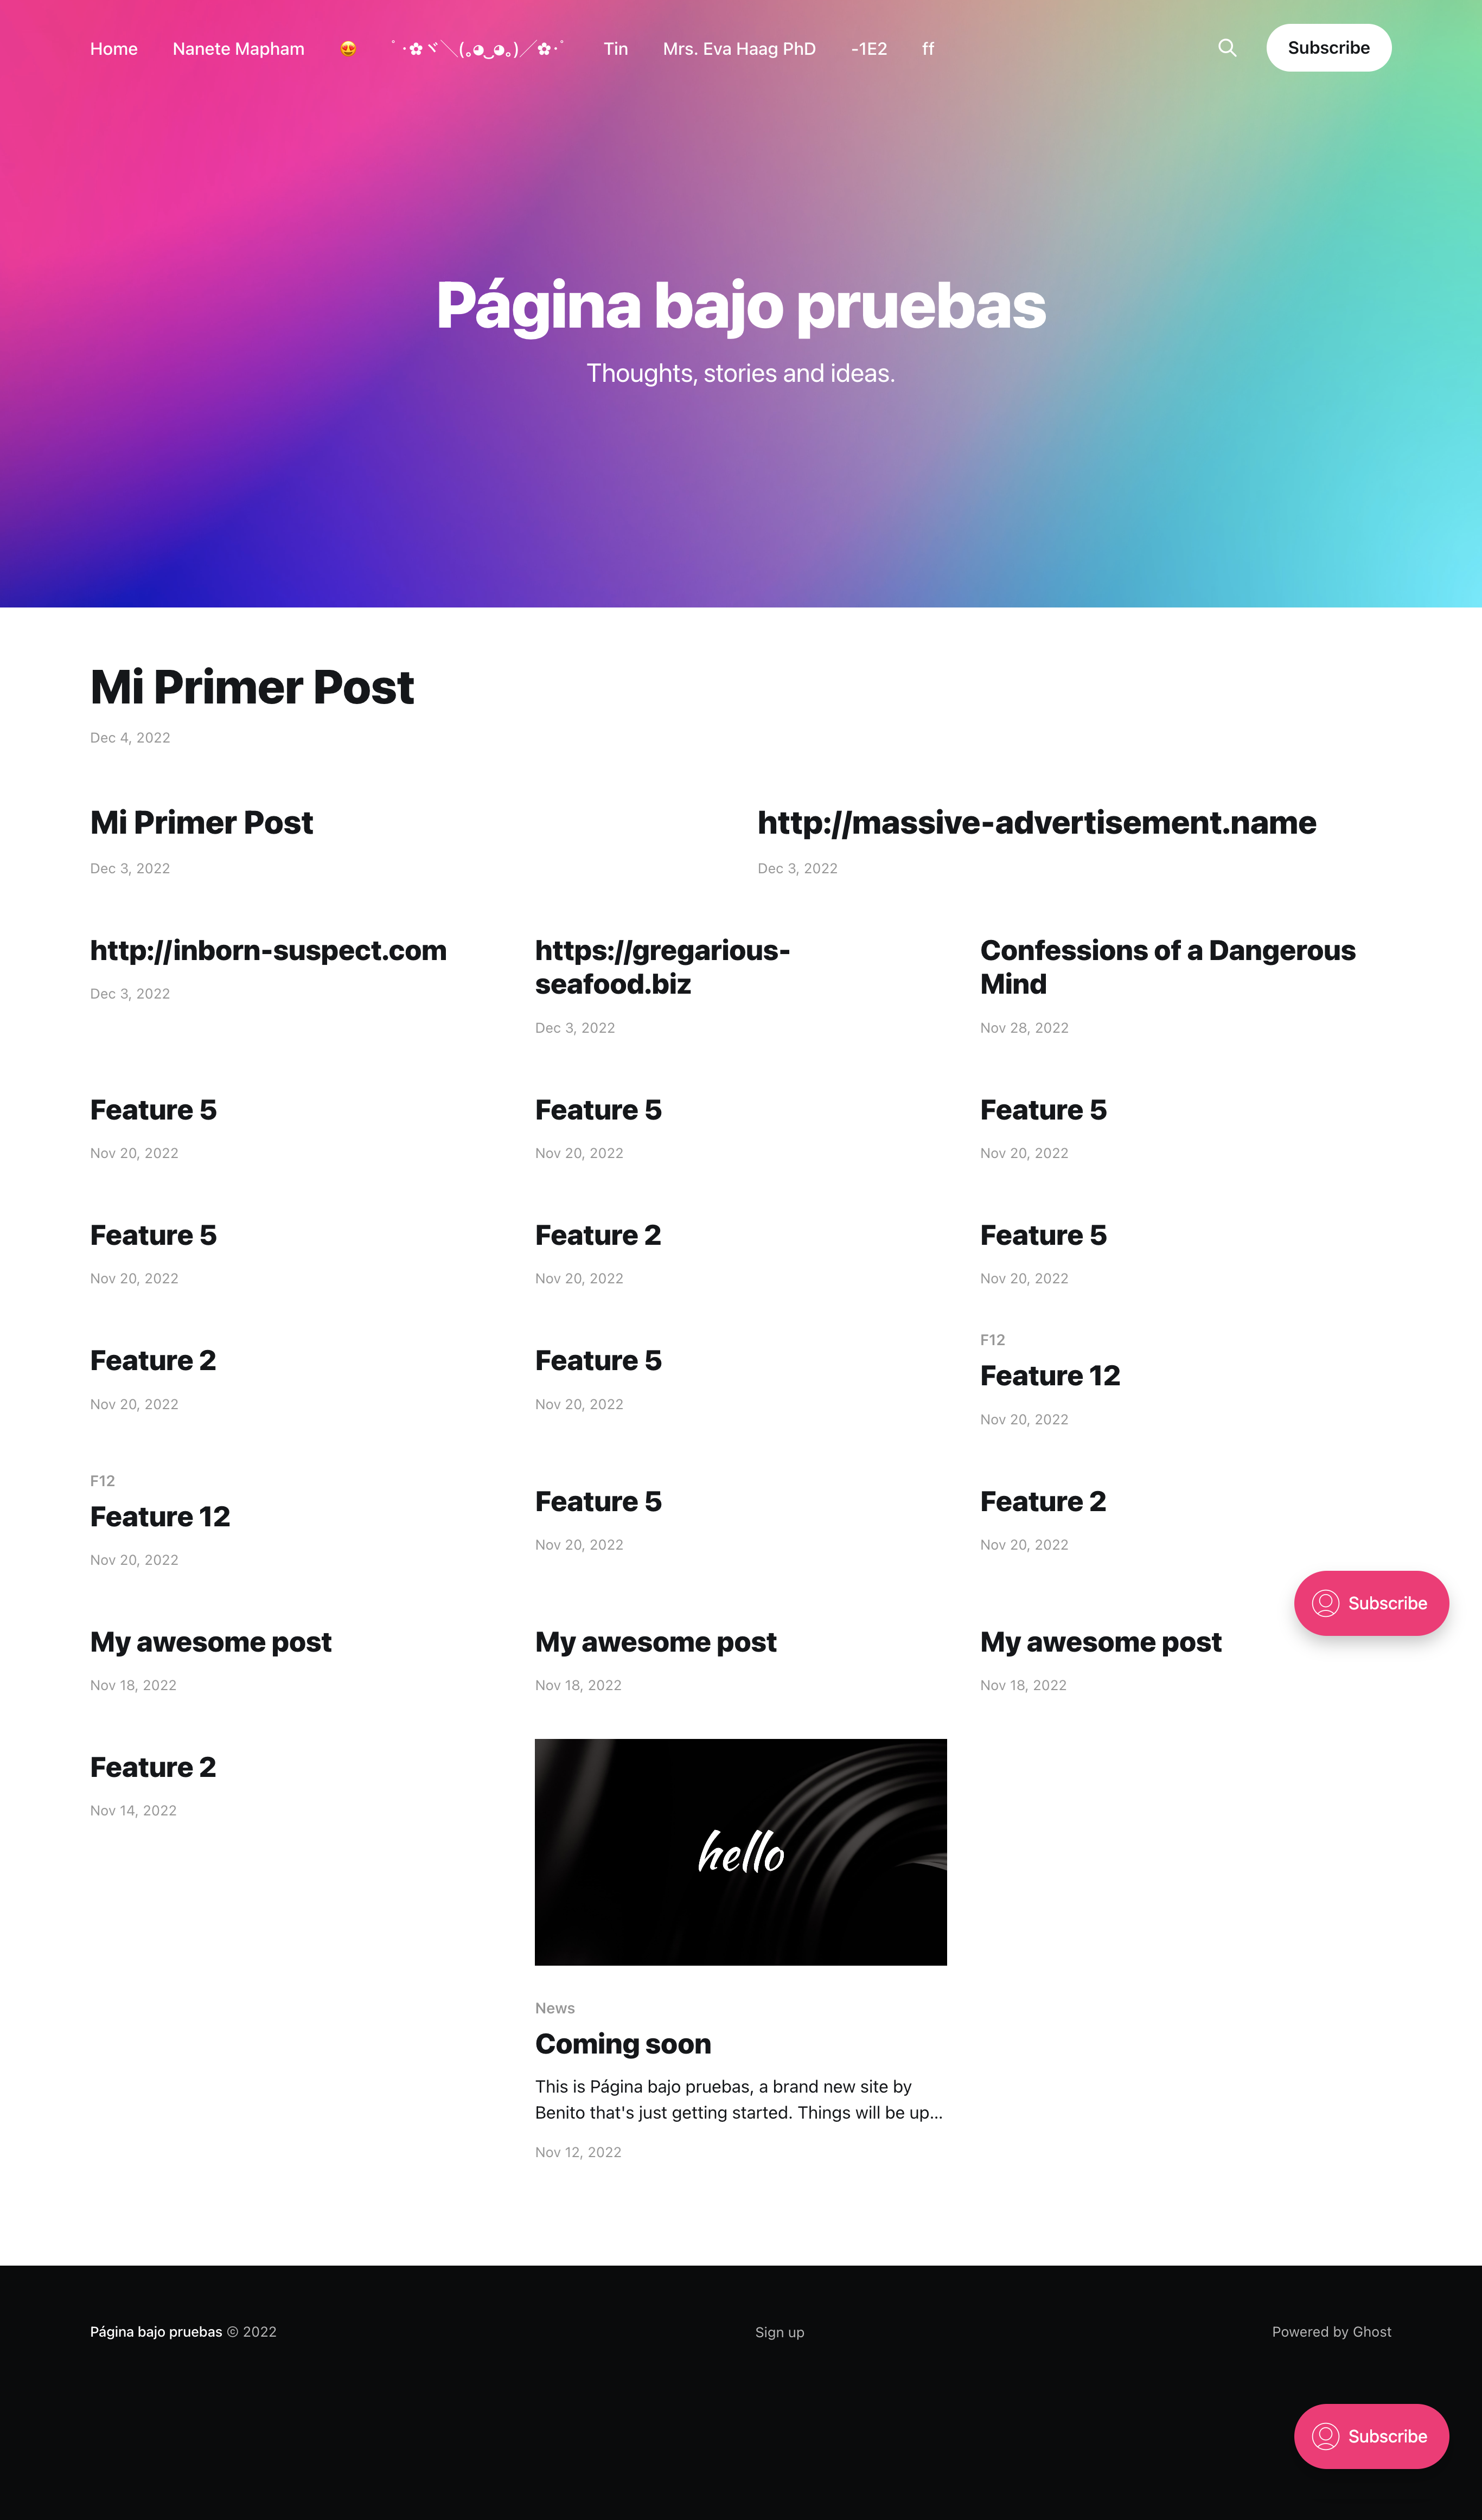 Home Nanete Mapham 😍 ﾟ･✿ヾ╲(｡◕‿◕｡)╱✿･ﾟ Tin Mrs. Eva Haag PhD -1E2 ff Subscribe
Página bajo pruebas
Thoughts, stories and ideas.
Mi Primer Post
Dec 4, 2022
Mi Primer Post
Dec 3, 2022
http://massive-advertisement.name
Dec 3, 2022
http://inborn-suspect.com
Dec 3, 2022
https://gregarious-
seafood.biz
Dec 3, 2022
Confessions of a Dangerous
Mind
Nov 28, 2022
Feature 5
Nov 20, 2022
Feature 5
Nov 20, 2022
Feature 5
Nov 20, 2022
Feature 5
Nov 20, 2022
Feature 2
Nov 20, 2022
Feature 5
Nov 20, 2022
Feature 2
Nov 20, 2022
Feature 5
Nov 20, 2022
F12
Feature 12
Nov 20, 2022
F12
Feature 12
Nov 20, 2022
Feature 5
Nov 20, 2022
Feature 2
Nov 20, 2022
Subscribe
My awesome post
Nov 18, 2022
My awesome post
Nov 18, 2022
My awesome post
Nov 18, 2022
Feature 2
Nov 14, 2022
hello
News
Coming soon
This is Página bajo pruebas, a brand new site by
Benito that's just getting started. Things will be up...
Nov 12, 2022
Página bajo pruebas © 2022
Sign up
Powered by Ghost
Subscribe